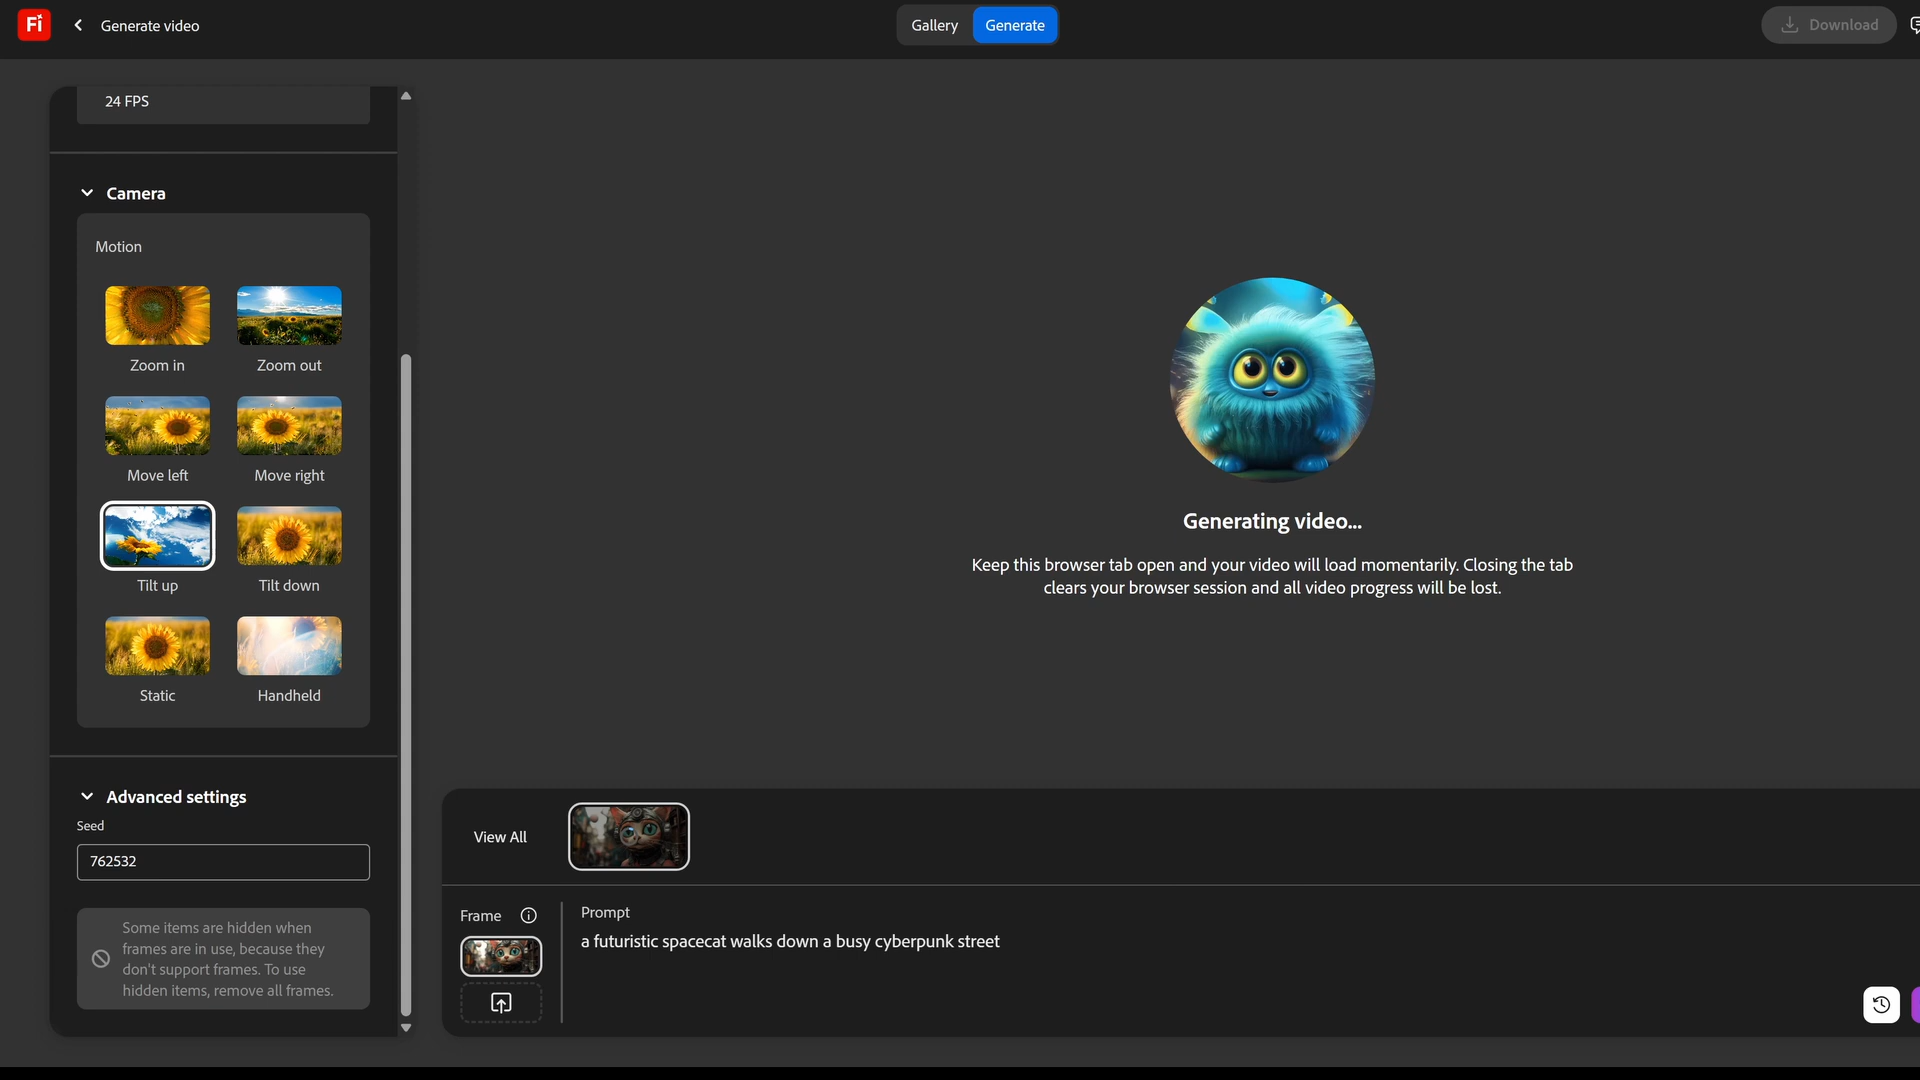 Fi
Generate video
Gallery
Generate
Download
24 FPS
Camera
Motion
Zoom in
Zoom out
Move left
Move right
Tilt up
Tilt down
Static
Handheld
Advanced settings
Seed
762532
Some items are hidden when
frames are in use, because they
don't support frames. To use
hidden items, remove all frames.
Generating video...
Keep this browser tab open and your video will load momentarily. Closing the tab
clears your browser session and all video progress will be lost.
View All
Frame
Prompt
a futuristic spacecat walks down a busy cyberpunk street